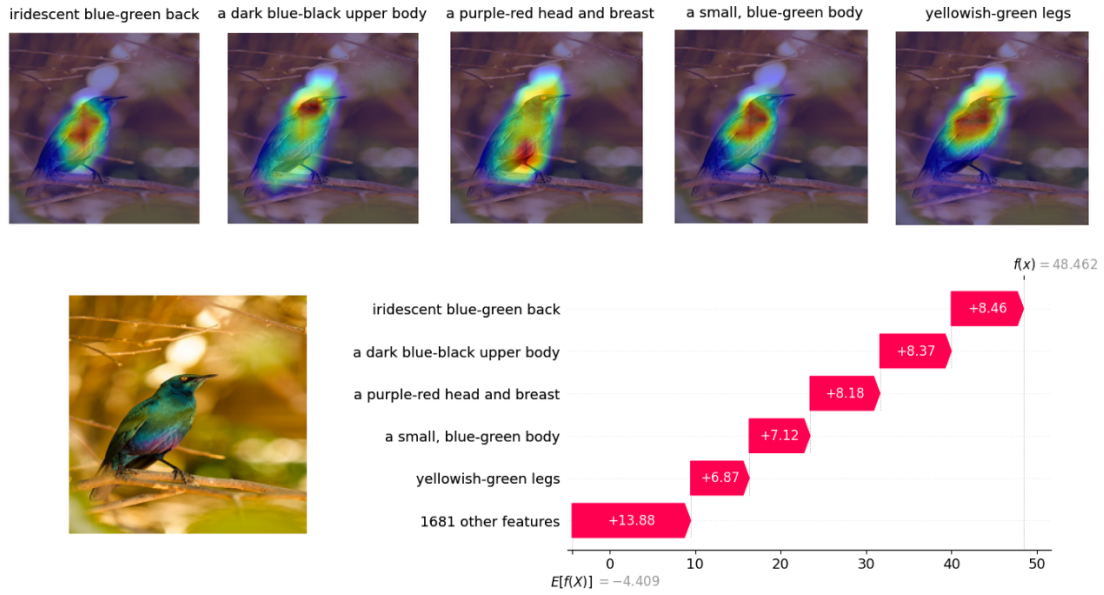 iridescent blue-green back
a dark blue-black upper body
a purple-red head and breast
a small, blue-green body
yellowish-green legs
f(x) = 48.462
iridescent blue-green back
+8.46
a dark blue-black upper body
+8.37
a purple-red head and breast
+8.18
a small, blue-green body
+7.12
yellowish-green legs
+6.87
1681 other features
+13.88
0 10 20 30 40 50
E[f(X)] = −4.409